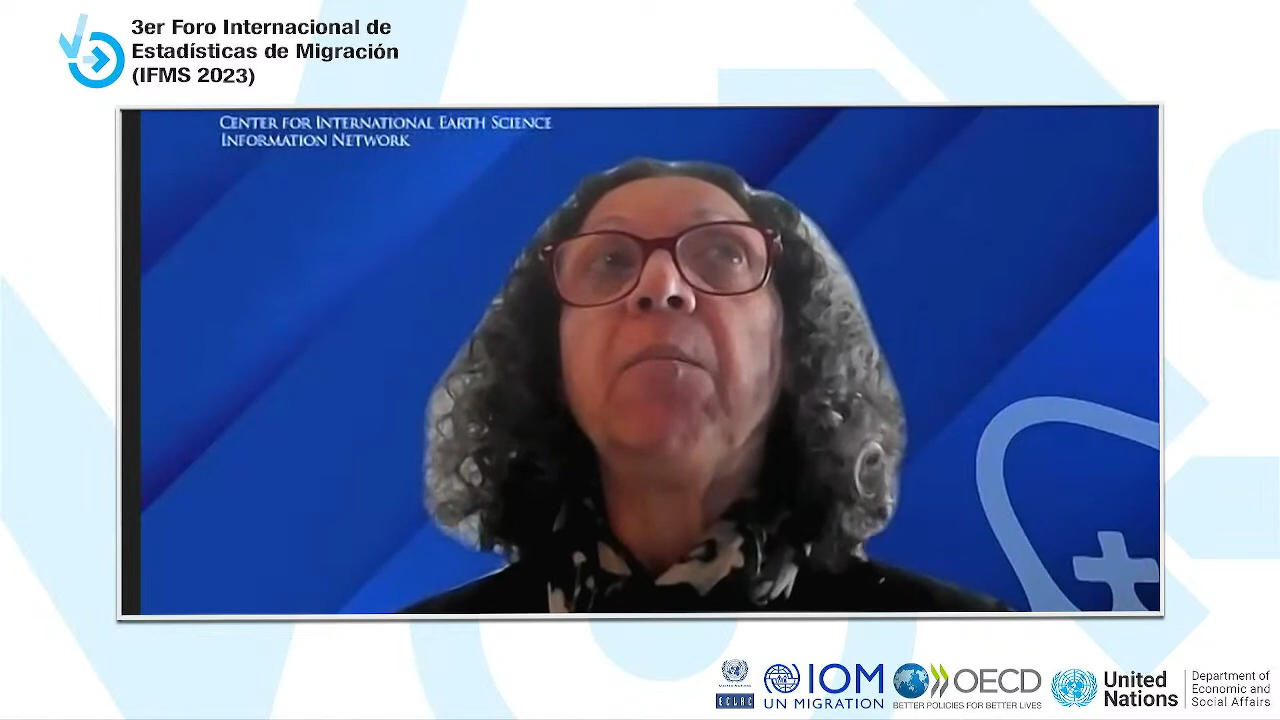 3er Foro Internacional de
Estadísticas de Migración
(IFMS 2023)
CENTER FOR INTERNATIONAL EARTH SCIENCE
INFORMATION NETWORK
ECLAC
IOM
UN MIGRATION
OECD
BETTER POLICIES FOR BETTER LIVES
United
Nations
Department of
Economic and
Social Affairs